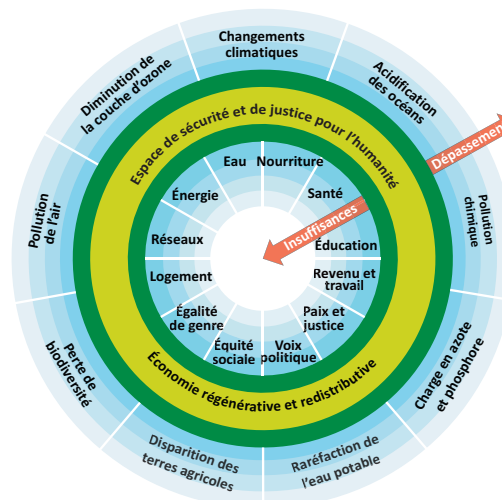 Changements
climatiques
Acidification
des océans
Dépassement
Pollution
chimique
Charge en azote
et phosphore
Raréfaction de
l'eau potable
Disparition des
terres agricoles
Perte de
biodiversité
Pollution
de l'air
Diminution de
la couche d'ozone
Espace de sécurité et de justice pour l'humanité
Eau
Nourriture
Santé
Insuffisances
Éducation
Revenu et
travail
Paix et
justice
Voix
politique
Équité
sociale
Égalité
de genre
Logement
Réseaux
Énergie
Économie régénérative et redistributive